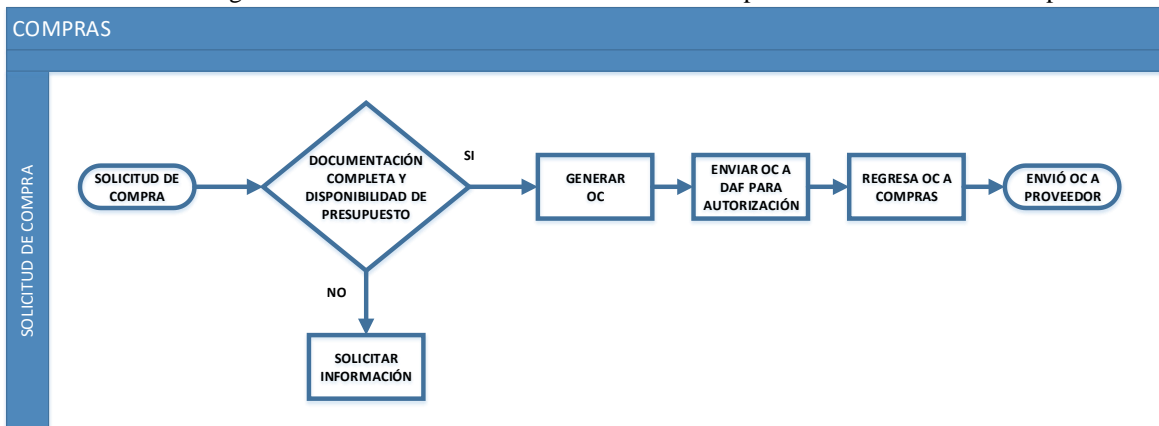 COMPRAS
SOLICITUD DE COMPRA
SOLICITUD DE
COMPRA
DOCUMENTACIÓN
COMPLETA Y
DISPONIBILIDAD DE
PRESUPUESTO
SI
GENERAR
OC
ENVIAR OC A
DAF PARA
AUTORIZACIÓN
REGRESA OC A
COMPRAS
ENVIÓ OC A
PROVEEDOR
NO
SOLICITAR
INFORMACIÓN